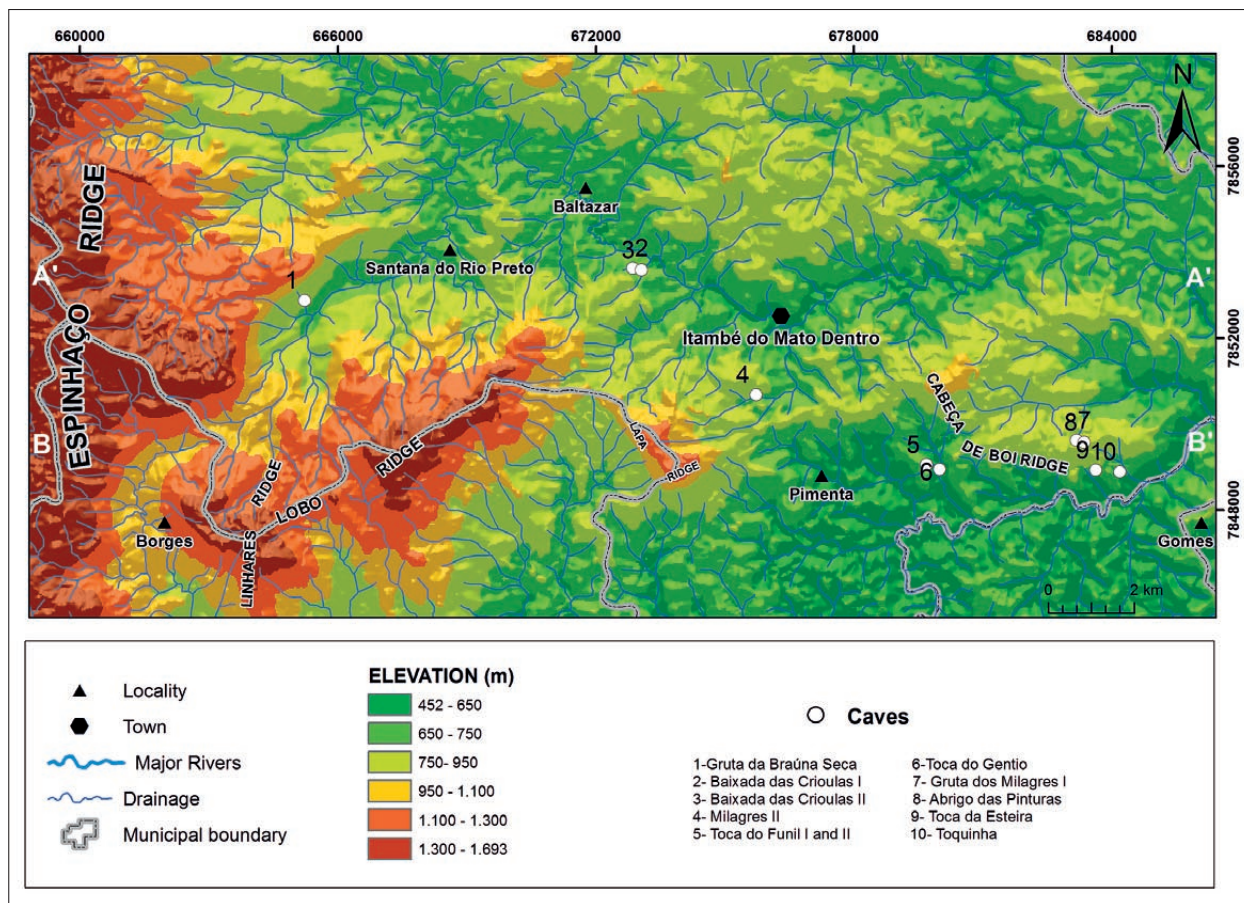 660000
666000
672000
678000
684000
N
7856000
7852000
7848000
ESPINHAÇO RIDGE
A'
A'
B
B'
1
Baltazar
Santana do Rio Preto
32
Itambé do Mato Dentro
4
CABEÇA DE BOI RIDGE
LAPA RIDGE
LOBO RIDGE
LINHARES RIDGE
5
6
87
9
10
Pimenta
Borges
Gomes
0 2 km
Locality
Town
Major Rivers
Drainage
Municipal boundary
ELEVATION (m)
452 - 650
650 - 750
750- 950
950 - 1.100
1.100 - 1.300
1.300 - 1.693
Caves
1-Gruta da Braúna Seca
2- Baixada das Crioulas I
3- Baixada das Crioulas II
4- Milagres II
5- Toca do Funil I and II
6-Toca do Gentio
7- Gruta dos Milagres I
8- Abrigo das Pinturas
9- Toca da Esteira
10- Toquinha